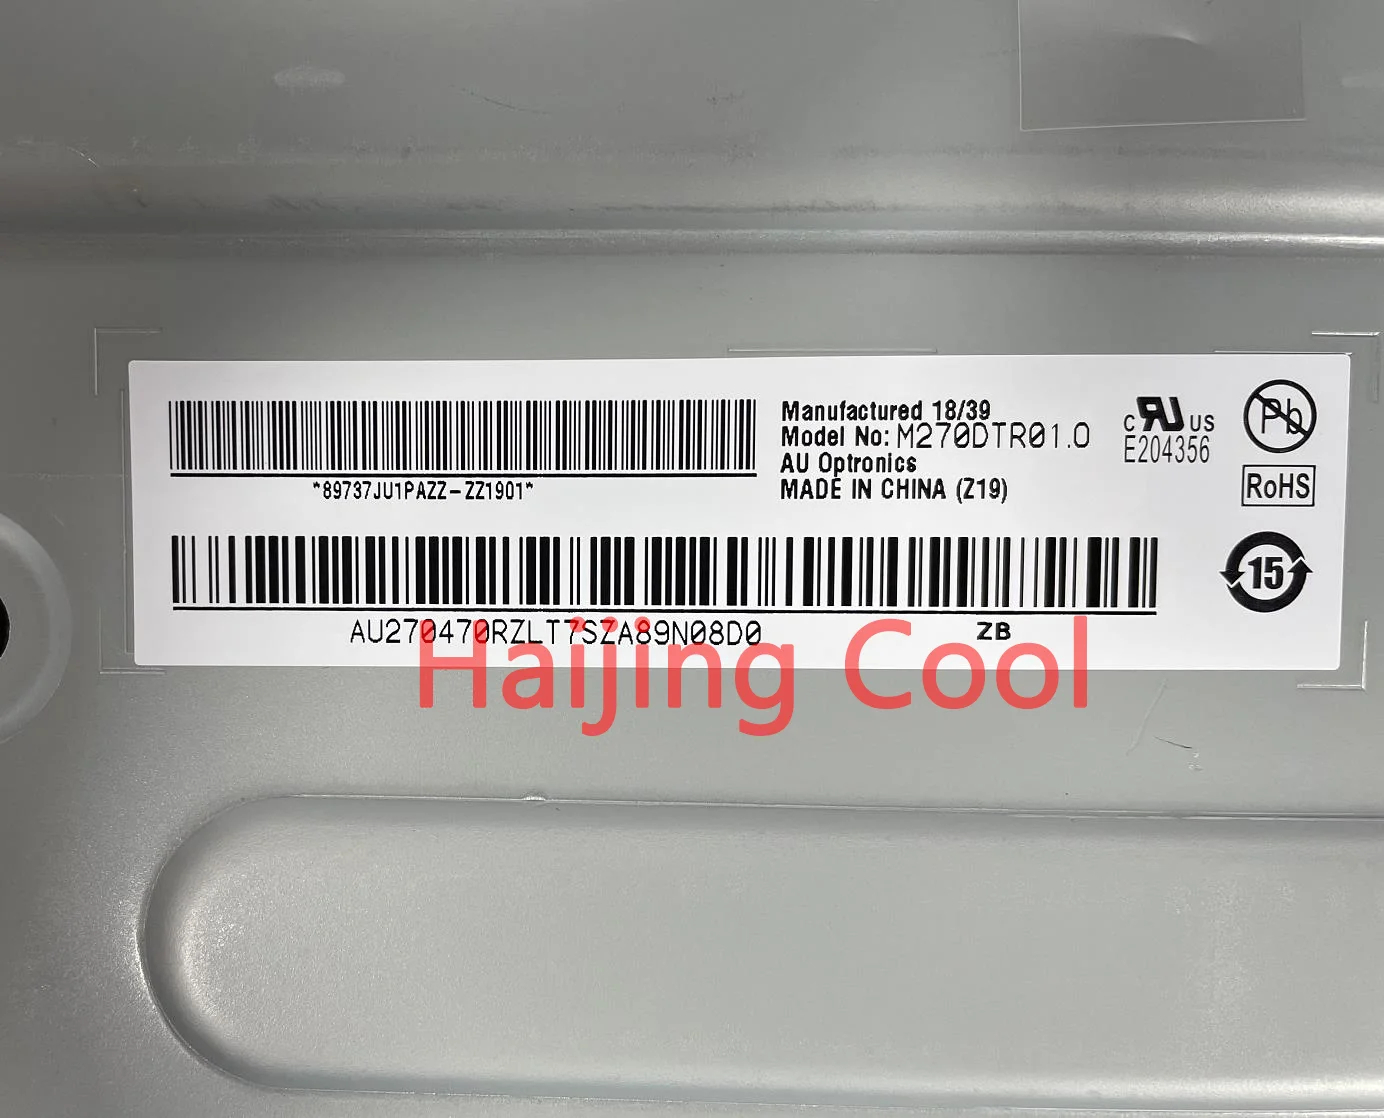 Manufactured 18/39
Model No: M270DTR01.0
AU Optronics
MADE IN CHINA (Z19)
*89737JU1PAZZ-ZZ1901*
c RU US
E204356
Pb
RoHS
15
AU270470RZLT7SZA89N08D0 ZB
Haijing Cool